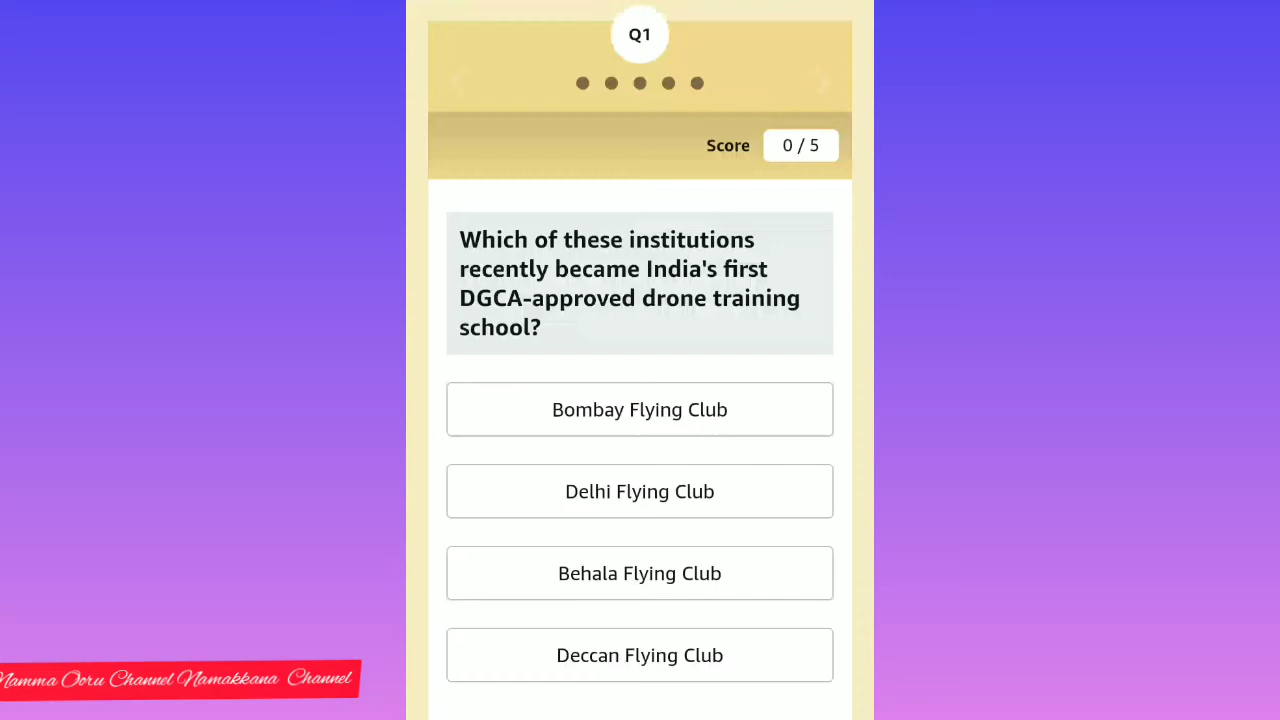 Q1
Score 0 / 5
Which of these institutions
recently became India's first
DGCA-approved drone training
school?
Bombay Flying Club
Delhi Flying Club
Behala Flying Club
Deccan Flying Club
Namma Ooru Channel Namakkana Channel